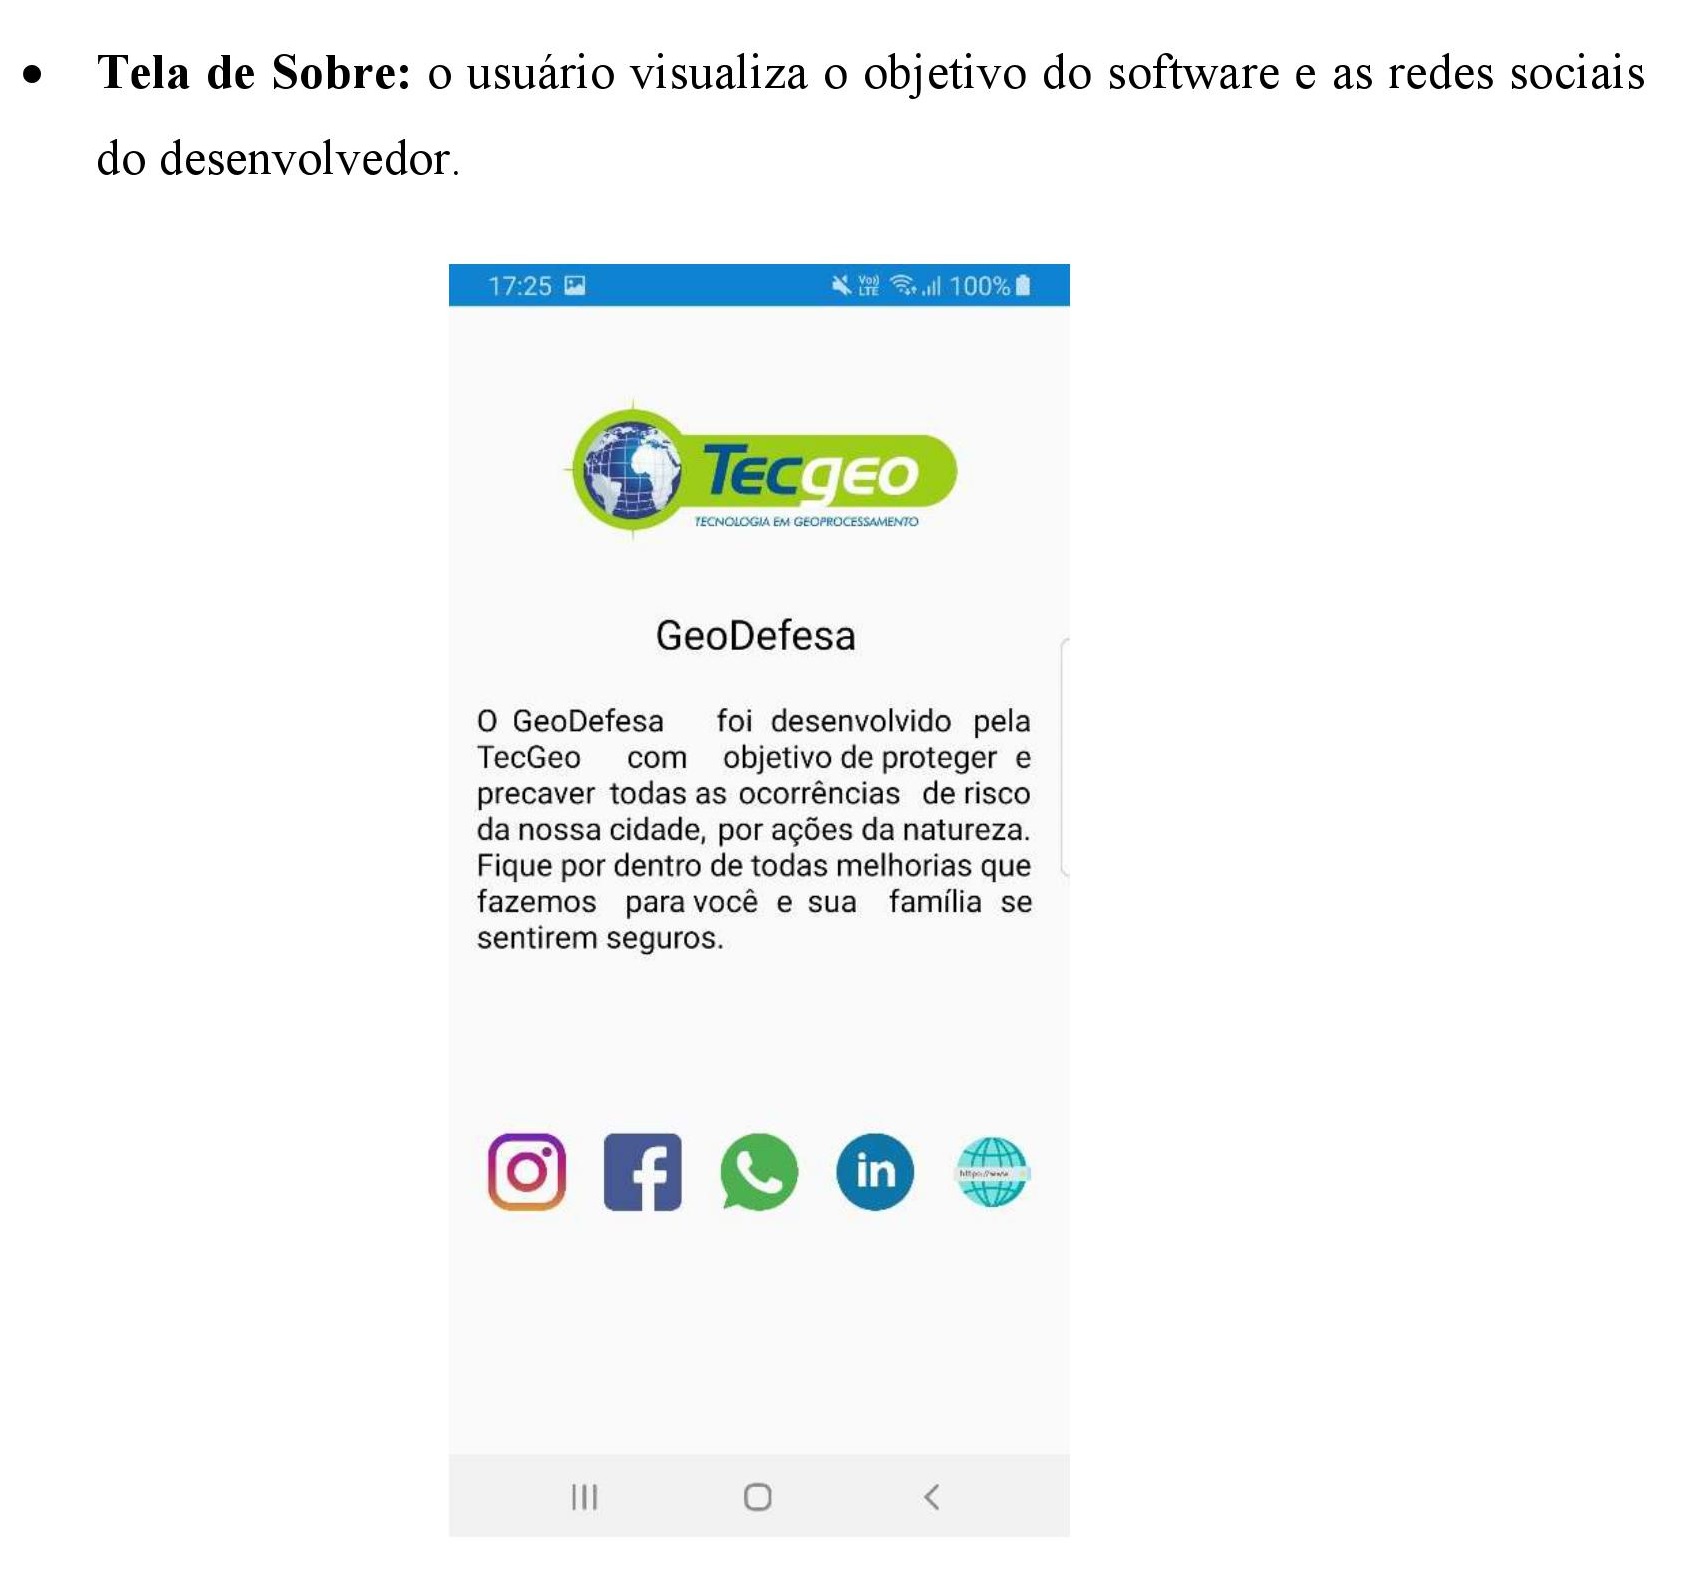 • Tela de Sobre: o usuário visualiza o objetivo do software e as redes sociais
do desenvolvedor.
17:25 Vo)) LTE 100%
TECgEO
TECNOLOGIA EM GEOPROCESSAMENTO
GeoDefesa
O GeoDefesa foi desenvolvido pela
TecGeo com objetivo de proteger e
precaver todas as ocorrências de risco
da nossa cidade, por ações da natureza.
Fique por dentro de todas melhorias que
fazemos para você e sua família se
sentirem seguros.
in
https://www